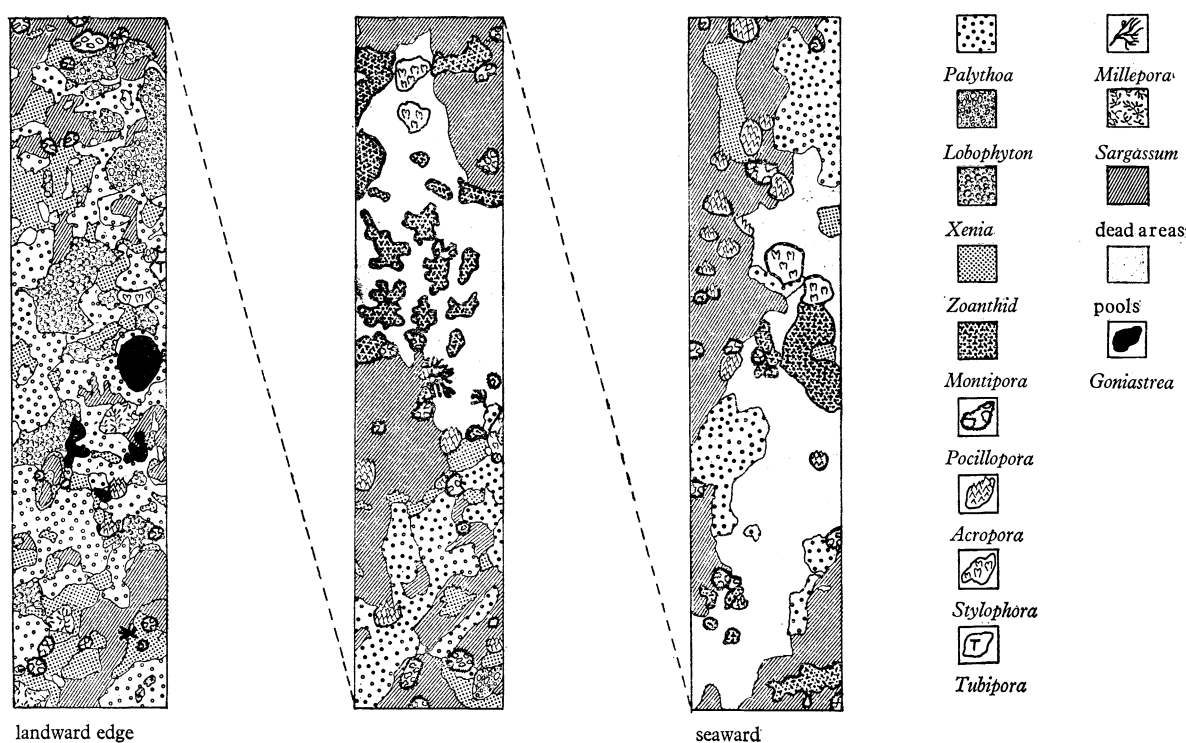 Palythoa
Millepora
Lobophyton
Sargassum
Xenia
dead areas
Zoanthid
pools
Montipora
Goniastrea
Pocillopora
Acropora
Stylophora
T
Tubipora
T
landward edge
seaward